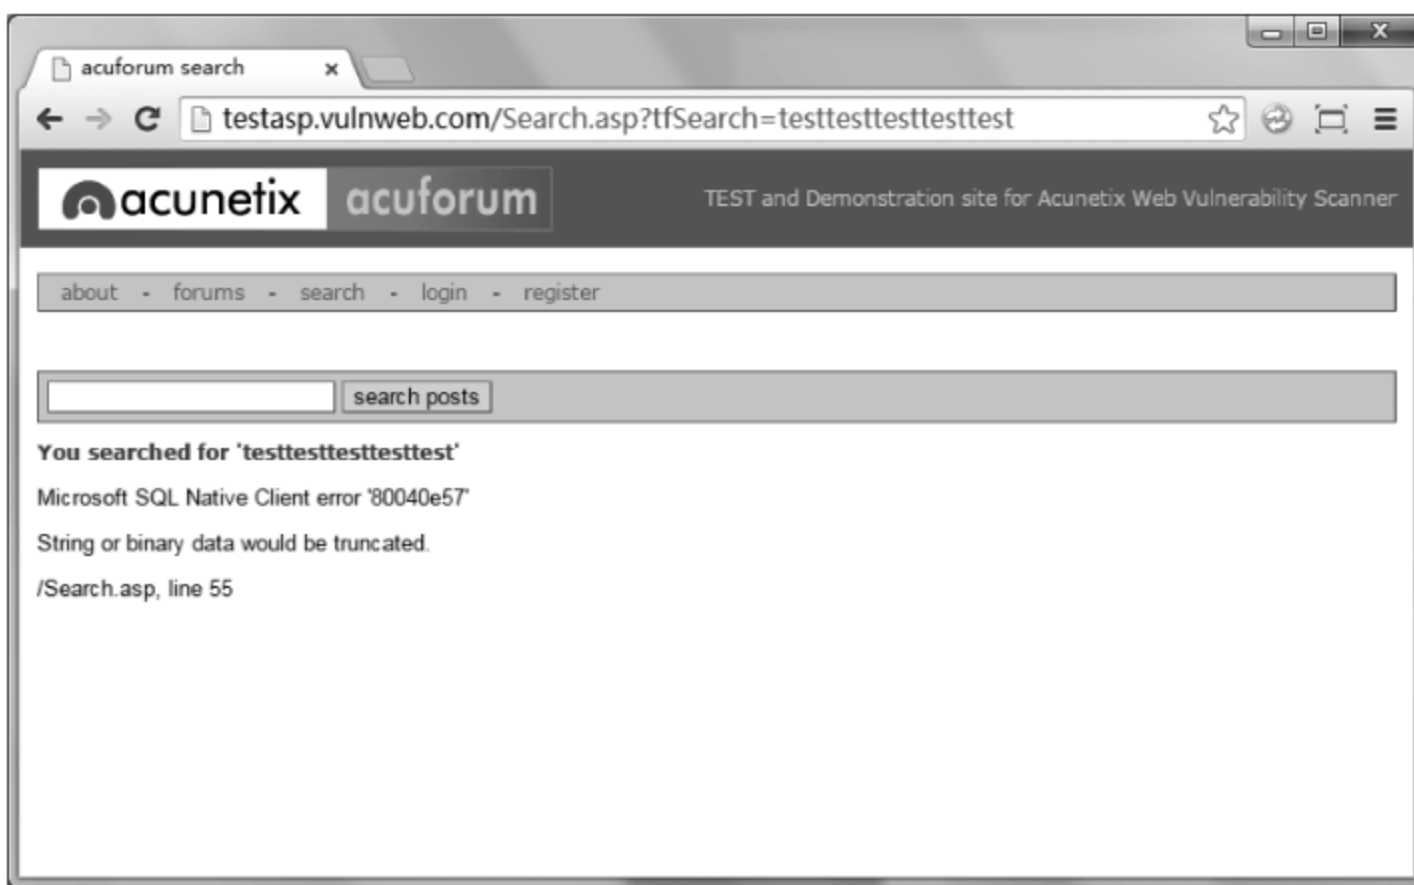 acuforum search
testasp.vulnweb.com/Search.asp?tfSearch=testtesttesttesttest
acunetix acuforum TEST and Demonstration site for Acunetix Web Vulnerability Scanner
about - forums - search - login - register
search posts
You searched for 'testtesttesttesttest'
Microsoft SQL Native Client error '80040e57'
String or binary data would be truncated.
/Search.asp, line 55